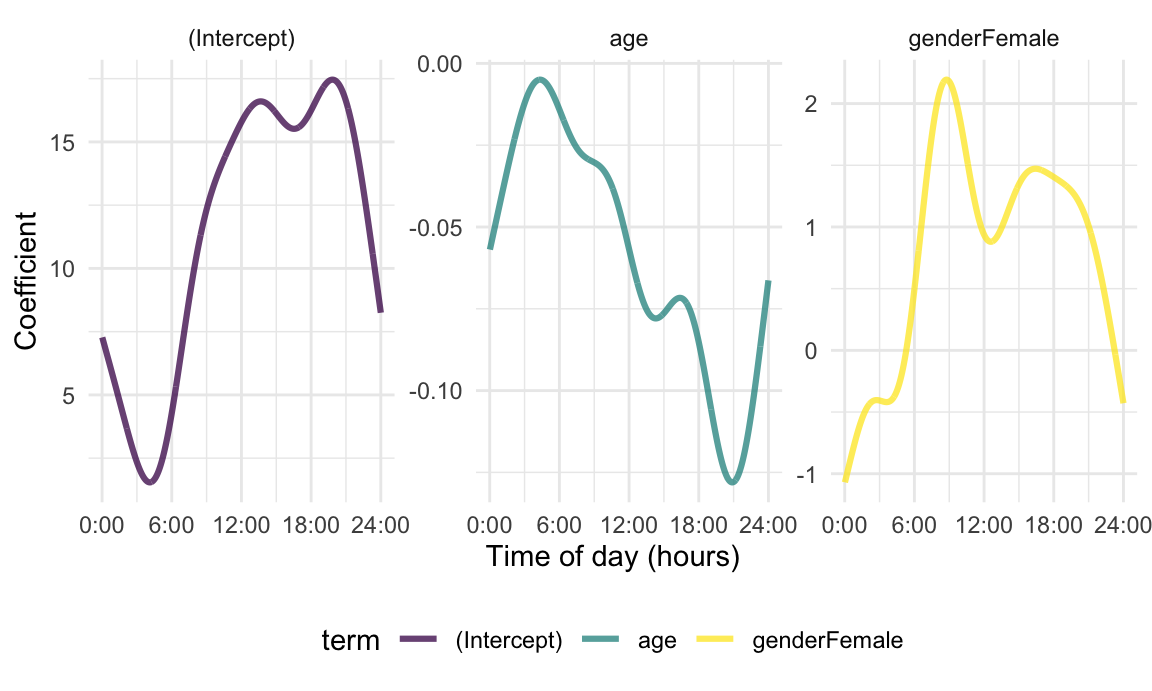 (Intercept) age genderFemale
Coefficient
15
10
5
0.00
-0.05
-0.10
2
1
0
-1
0:00 6:00 12:00 18:00 24:00 0:00 6:00 12:00 18:00 24:00 0:00 6:00 12:00 18:00 24:00
Time of day (hours)
term (Intercept) age genderFemale